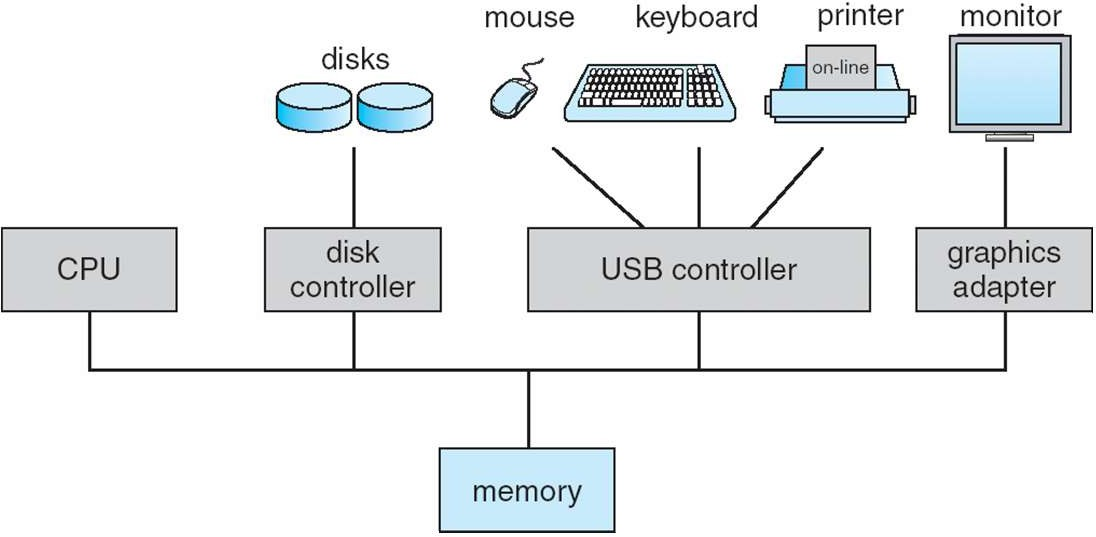 mouse
keyboard
printer
monitor
disks
on-line
CPU
disk
controller
USB controller
graphics
adapter
memory